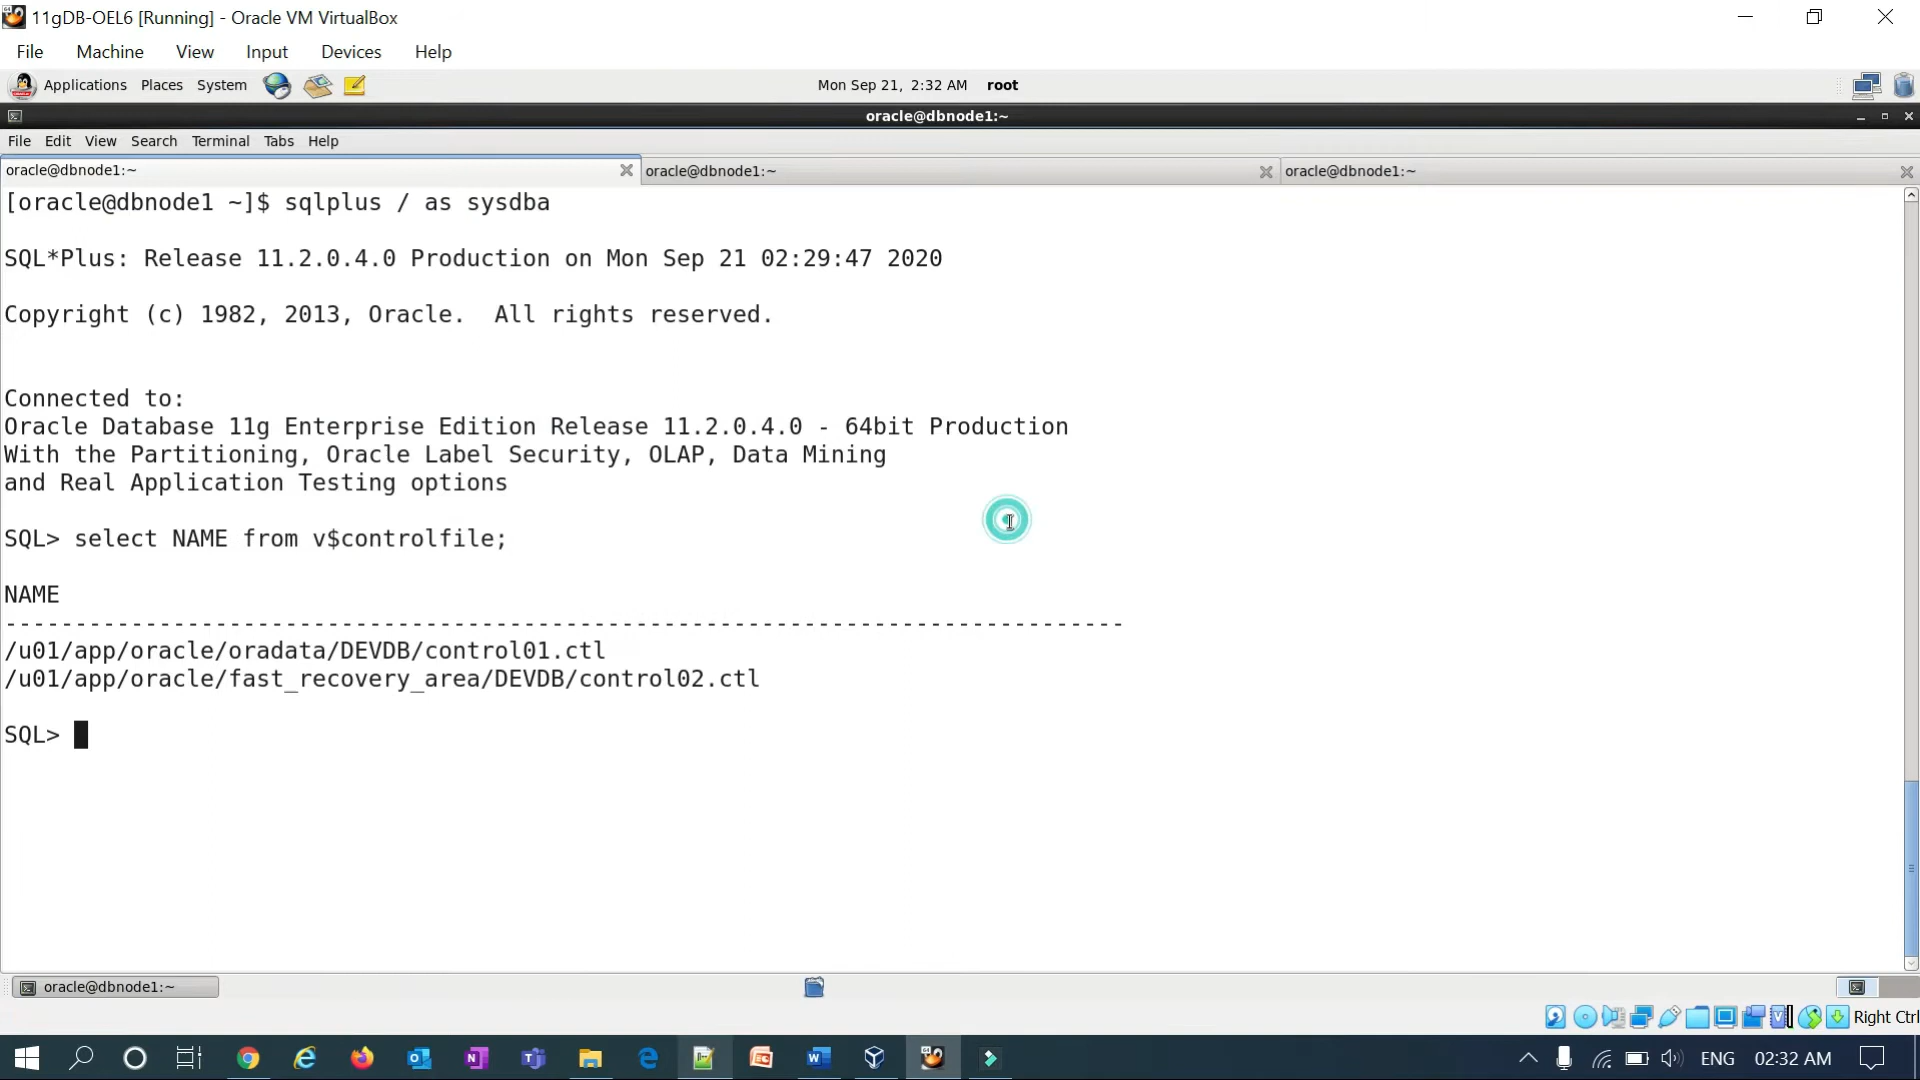 11gDB-OEL6 [Running] - Oracle VM VirtualBox
File Machine View Input Devices Help
Applications Places System Mon Sep 21, 2:32 AM root
oracle@dbnode1:~
File Edit View Search Terminal Tabs Help
oracle@dbnode1:~ oracle@dbnode1:~ oracle@dbnode1:~
[oracle@dbnode1 ~]$ sqlplus / as sysdba
SQL*Plus: Release 11.2.0.4.0 Production on Mon Sep 21 02:29:47 2020
Copyright (c) 1982, 2013, Oracle.  All rights reserved.
Connected to:
Oracle Database 11g Enterprise Edition Release 11.2.0.4.0 - 64bit Production
With the Partitioning, Oracle Label Security, OLAP, Data Mining
and Real Application Testing options
SQL> select NAME from v$controlfile;
NAME
--------------------------------------------------------------------------------
/u01/app/oracle/oradata/DEVDB/control01.ctl
/u01/app/oracle/fast_recovery_area/DEVDB/control02.ctl
SQL>
oracle@dbnode1:~
Right Ctrl
ENG 02:32 AM